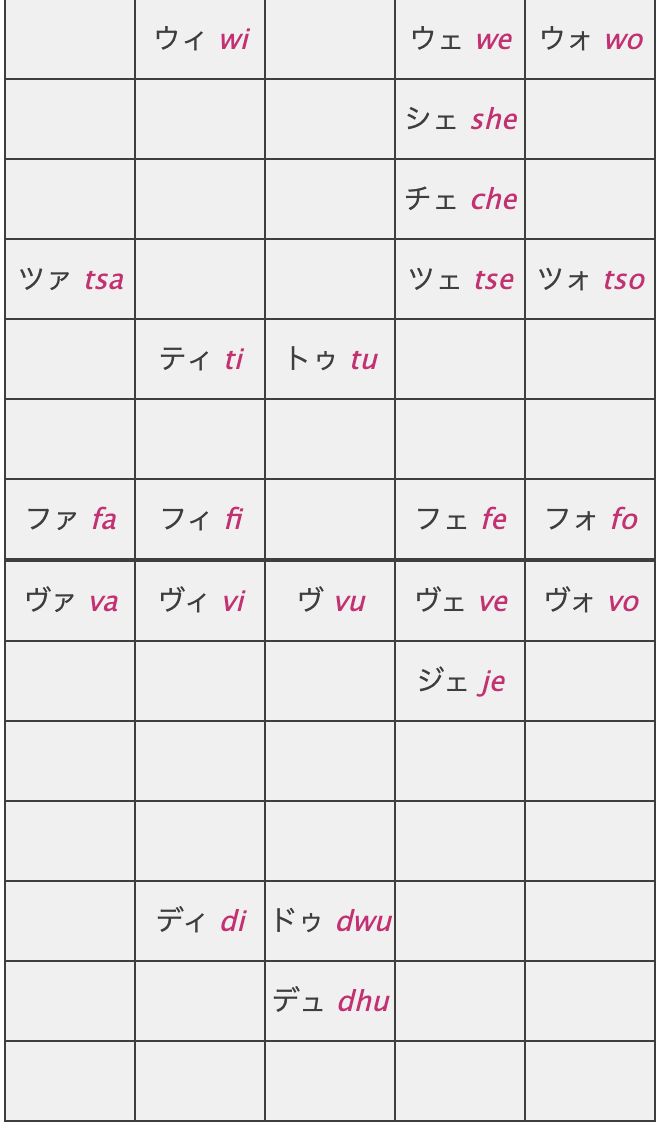 ウィ wi ウェ we ウォ wo
シェ she
チェ che
ツァ tsa ツェ tse ツォ tso
ティ ti トゥ tu
ファ fa フィ fi フェ fe フォ fo
ヴァ va ヴィ vi ヴ vu ヴェ ve ヴォ vo
ジェ je
ディ di ドゥ dwu
デュ dhu